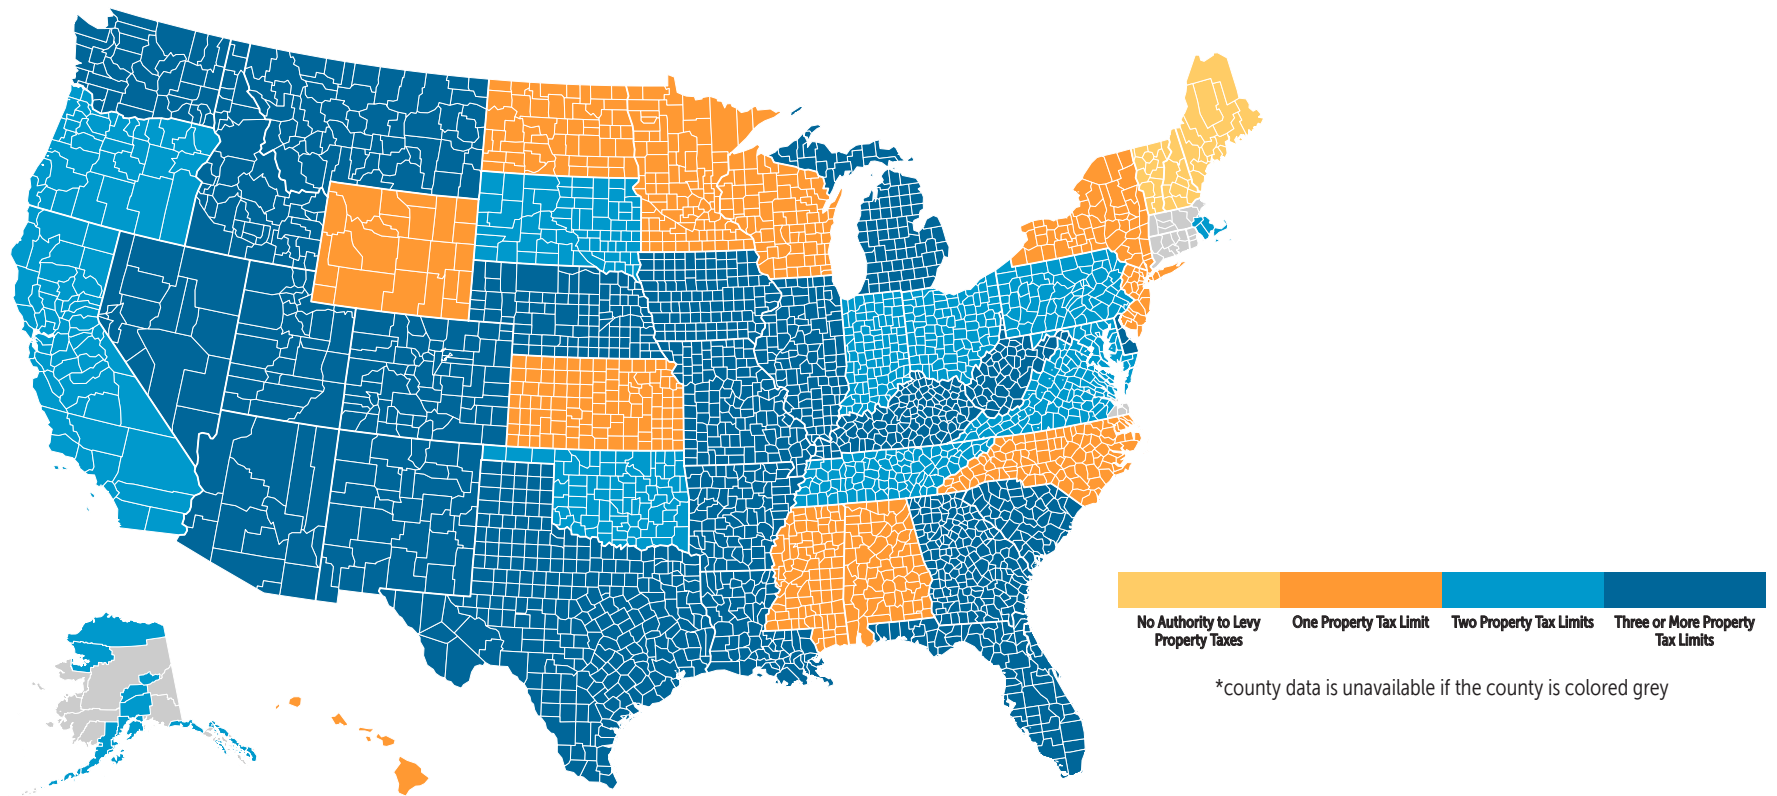 No Authority to Levy
Property Taxes
One Property Tax Limit
Two Property Tax Limits
Three or More Property
Tax Limits
*county data is unavailable if the county is colored grey